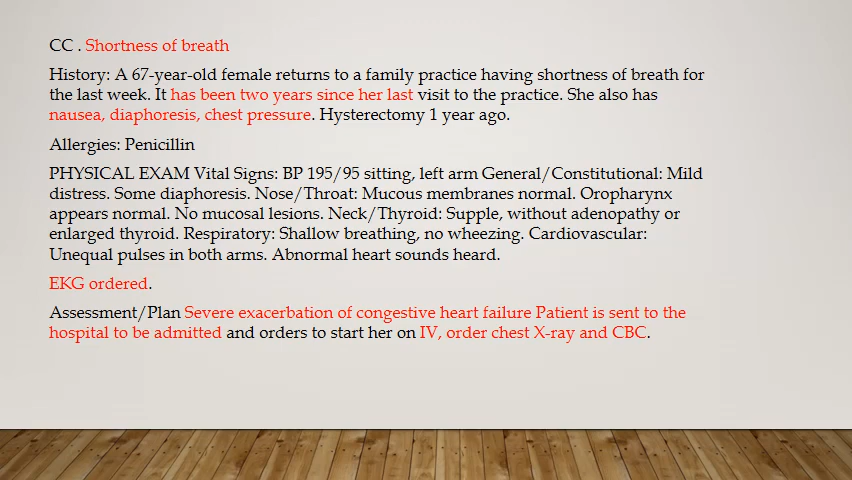 CC . Shortness of breath
History: A 67-year-old female returns to a family practice having shortness of breath for
the last week. It has been two years since her last visit to the practice. She also has
nausea, diaphoresis, chest pressure. Hysterectomy 1 year ago.
Allergies: Penicillin
PHYSICAL EXAM Vital Signs: BP 195/95 sitting, left arm General/Constitutional: Mild
distress. Some diaphoresis. Nose/Throat: Mucous membranes normal. Oropharynx
appears normal. No mucosal lesions. Neck/Thyroid: Supple, without adenopathy or
enlarged thyroid. Respiratory: Shallow breathing, no wheezing. Cardiovascular:
Unequal pulses in both arms. Abnormal heart sounds heard.
EKG ordered.
Assessment/Plan Severe exacerbation of congestive heart failure Patient is sent to the
hospital to be admitted and orders to start her on IV, order chest X-ray and CBC.